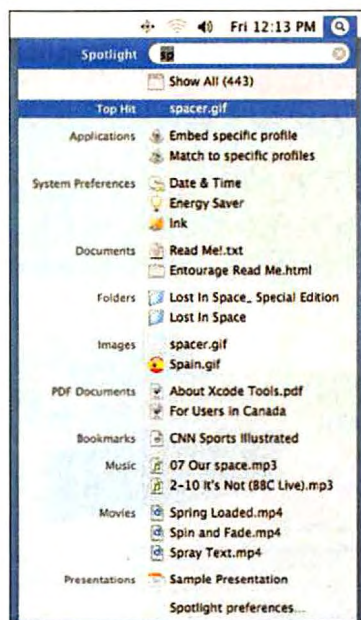 Fri 12:13 PM
Spotlight sp
Show All (443)
Top Hit spacer.gif
Applications Embed specific profile
Match to specific profiles
System Preferences Date & Time
Energy Saver
Ink
Documents Read Me!.txt
Entourage Read Me.html
Folders Lost In Space_ Special Edition
Lost In Space
Images spacer.gif
Spain.gif
PDF Documents About Xcode Tools.pdf
For Users in Canada
Bookmarks CNN Sports Illustrated
Music 07 Our space.mp3
2-10 It's Not (88C Live).mp3
Movies Spring Loaded.mp4
Spin and Fade.mp4
Spray Text.mp4
Presentations Sample Presentation
Spotlight preferences...